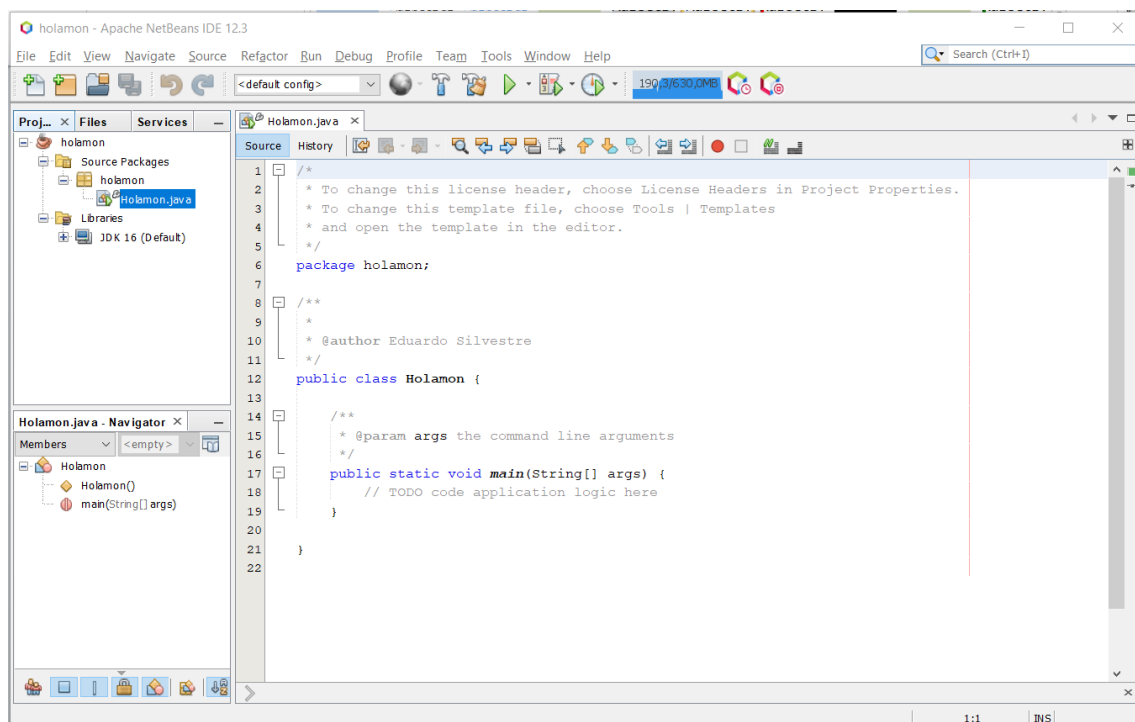 holamon - Apache NetBeans IDE 12.3
File Edit View Navigate Source Refactor Run Debug Profile Team Tools Window Help
Search (Ctrl+I)
<default config>
190,3/630,0MB
Proj... Files Services
Holamon.java
holamon
Source Packages
holamon
Holamon.java
Libraries
JDK 16 (Default)
Source History
1 /*
2 * To change this license header, choose License Headers in Project Properties.
3 * To change this template file, choose Tools | Templates
4 * and open the template in the editor.
5 */
6 package holamon;
7
8 /**
9 *
10 * @author Eduardo Silvestre
11 */
12 public class Holamon {
13
14 /**
15 * @param args the command line arguments
16 */
17 public static void main(String[] args) {
18 // TODO code application logic here
19 }
20
21 }
22
Holamon.java - Navigator
Members <empty>
Holamon
Holamon()
main(String[] args)
1:1 INS